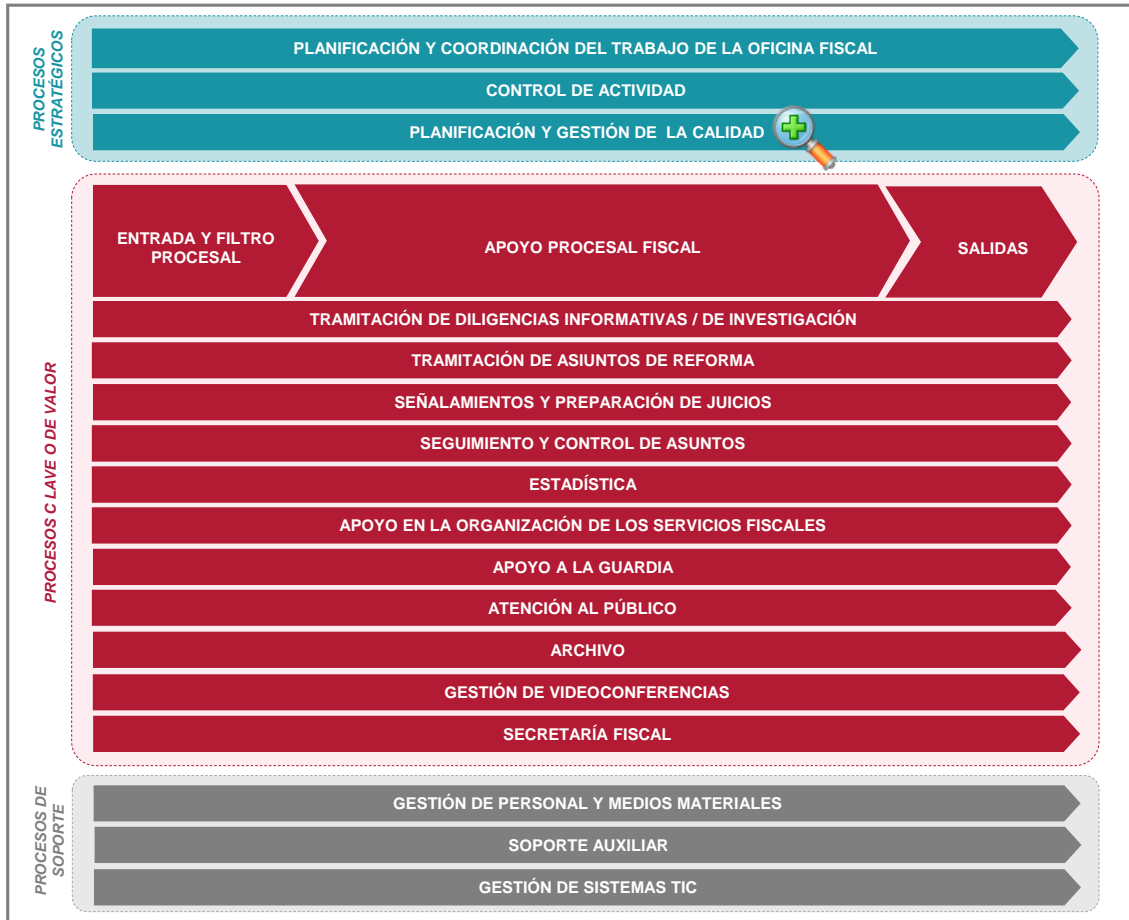 PROCESOS
ESTRATÉGICOS
PLANIFICACIÓN Y COORDINACIÓN DEL TRABAJO DE LA OFICINA FISCAL
CONTROL DE ACTIVIDAD
PLANIFICACIÓN Y GESTIÓN DE LA CALIDAD
PROCESOS C LAVE O DE VALOR
ENTRADA Y FILTRO
PROCESAL
APOYO PROCESAL FISCAL
SALIDAS
TRAMITACIÓN DE DILIGENCIAS INFORMATIVAS / DE INVESTIGACIÓN
TRAMITACIÓN DE ASIUNTOS DE REFORMA
SEÑALAMIENTOS Y PREPARACIÓN DE JUICIOS
SEGUIMIENTO Y CONTROL DE ASUNTOS
ESTADÍSTICA
APOYO EN LA ORGANIZACIÓN DE LOS SERVICIOS FISCALES
APOYO A LA GUARDIA
ATENCIÓN AL PÚBLICO
ARCHIVO
GESTIÓN DE VIDEOCONFERENCIAS
SECRETARÍA FISCAL
PROCESOS DE
SOPORTE
GESTIÓN DE PERSONAL Y MEDIOS MATERIALES
SOPORTE AUXILIAR
GESTIÓN DE SISTEMAS TIC